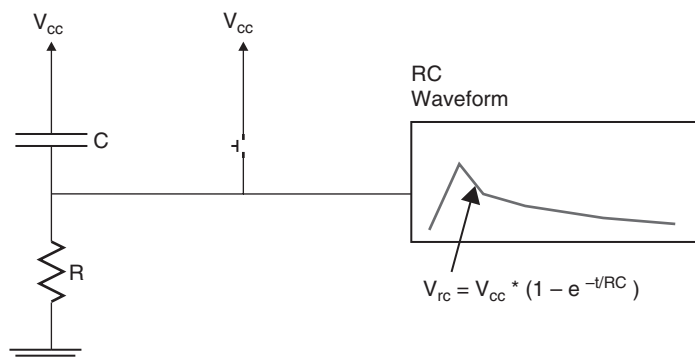 Vcc
Vcc
RC
Waveform
C
R
Vrc = Vcc * (1 – e –t/RC )